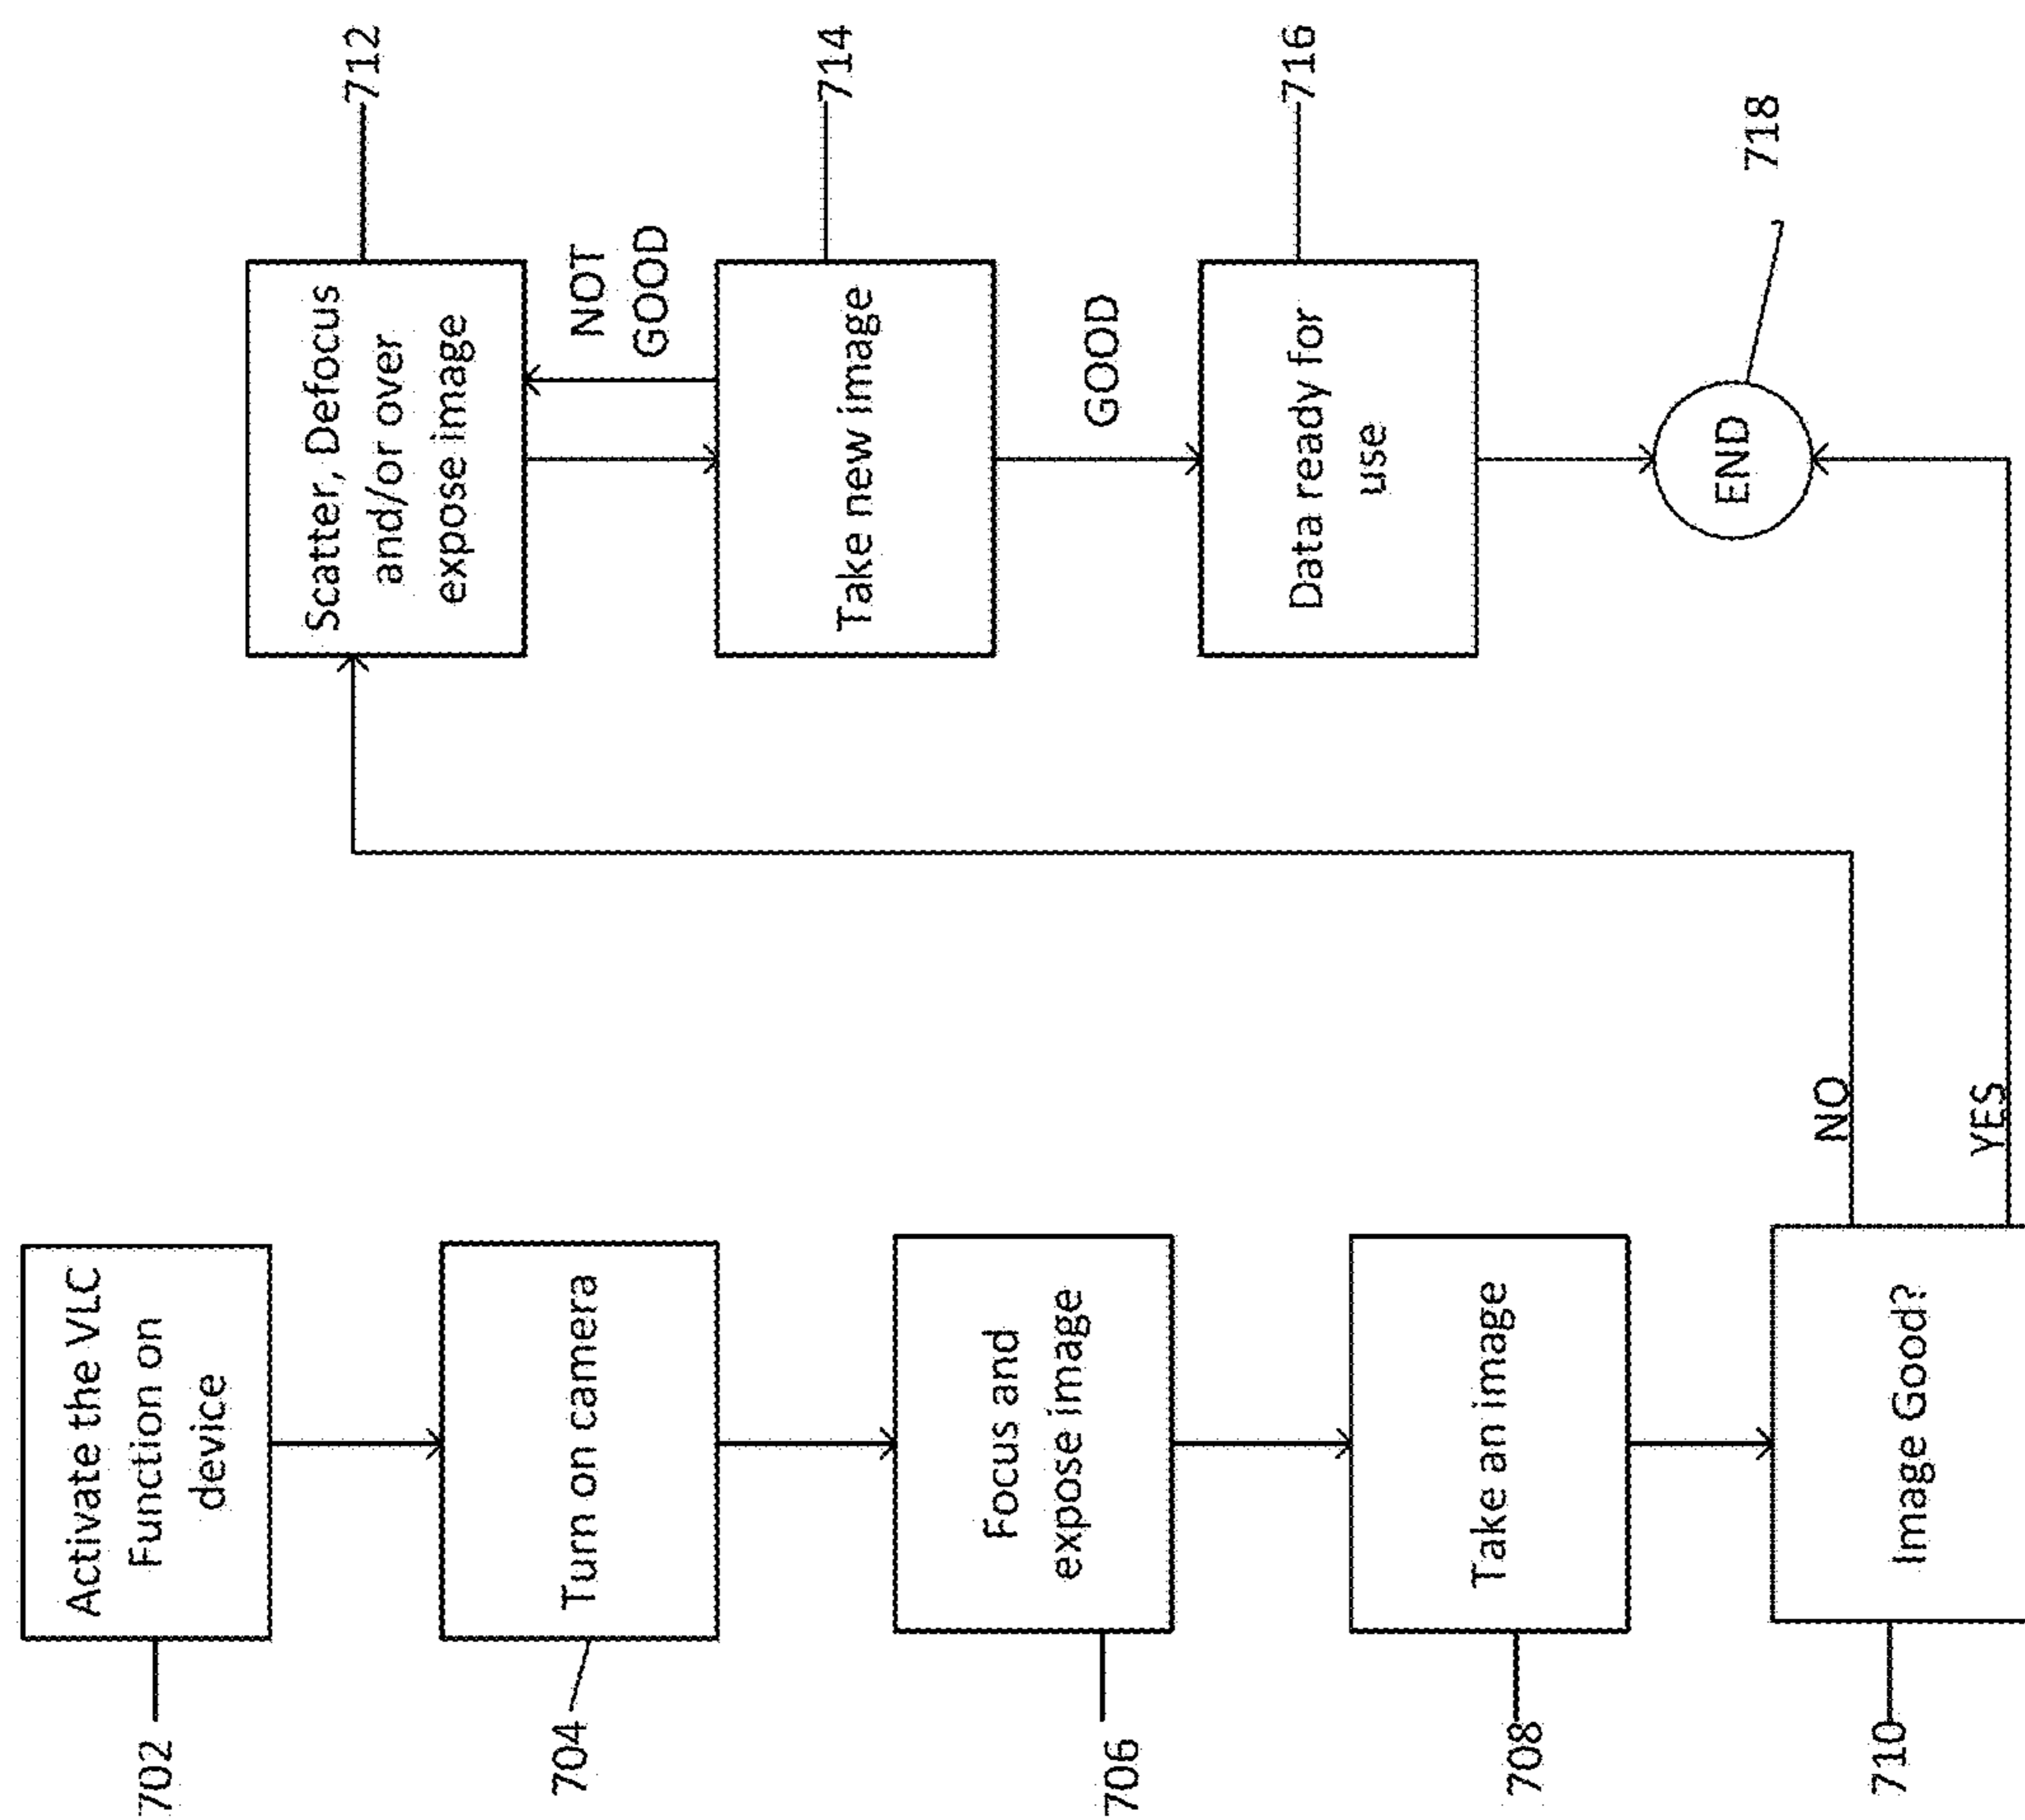 702
Activate the VLC
Function on
device
704
Turn on camera
706
Focus and
expose image
708
Take an image
710
Image Good?
NO
YES
712
Scatter, Defocus
and/or over
expose image
NOT
GOOD
714
Take new image
GOOD
716
Data ready for
use
718
END